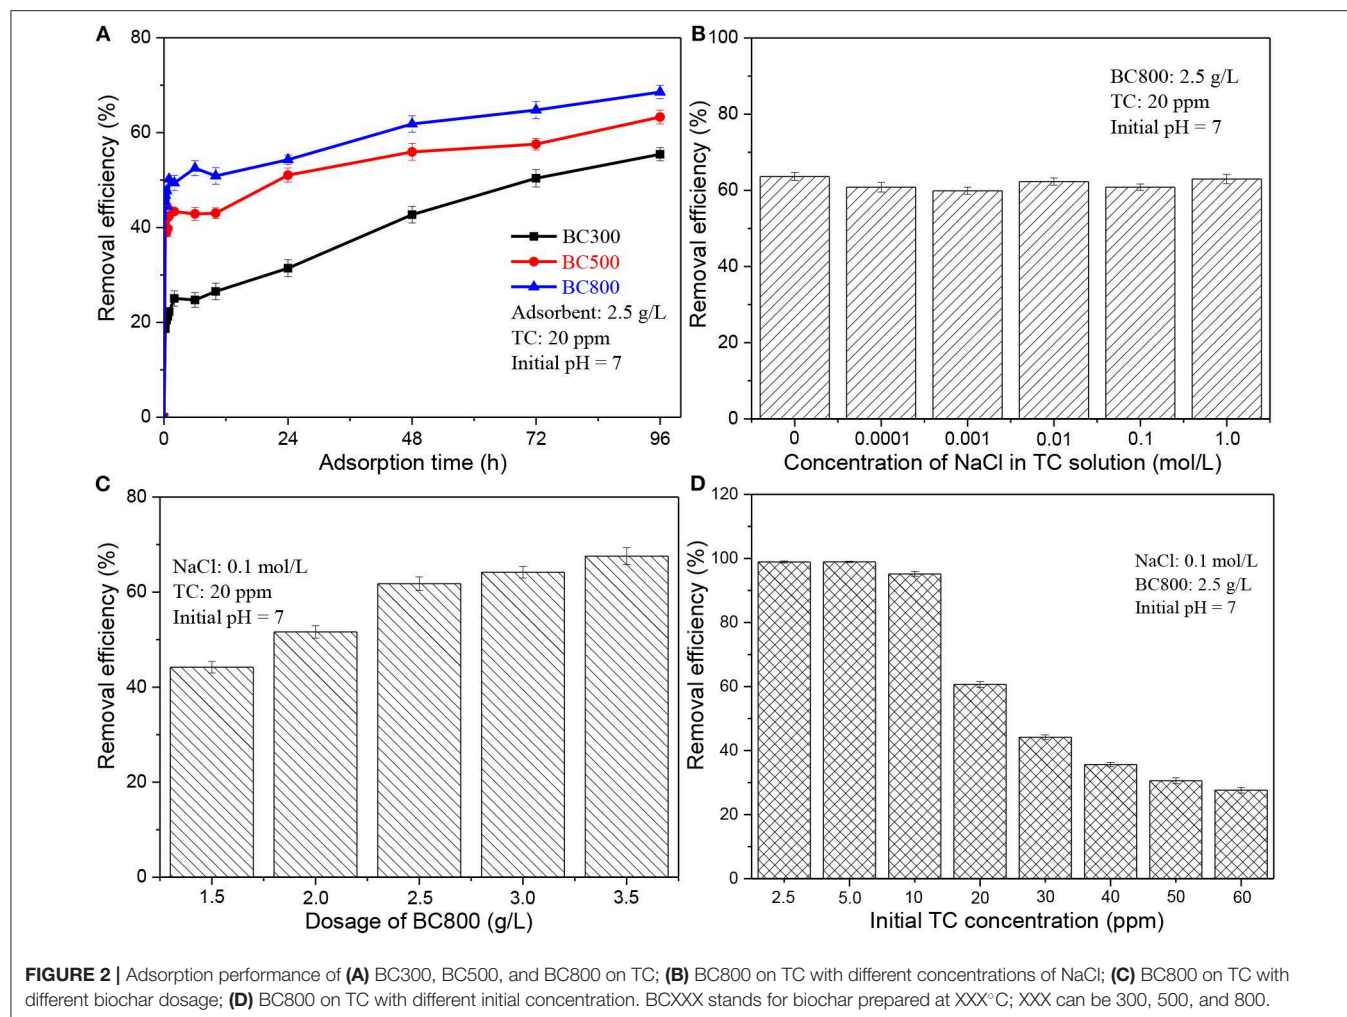 A
80
60
40
20
0
Removal efficiency (%)
BC300
BC500
BC800
Adsorbent: 2.5 g/L
TC: 20 ppm
Initial pH = 7
0 24 48 72 96
Adsorption time (h)
B
100
80
60
40
20
0
Removal efficiency (%)
BC800: 2.5 g/L
TC: 20 ppm
Initial pH = 7
0 0.0001 0.001 0.01 0.1 1.0
Concentration of NaCl in TC solution (mol/L)
C
80
60
40
20
0
Removal efficiency (%)
NaCl: 0.1 mol/L
TC: 20 ppm
Initial pH = 7
1.5 2.0 2.5 3.0 3.5
Dosage of BC800 (g/L)
D
120
100
80
60
40
20
0
Removal efficiency (%)
NaCl: 0.1 mol/L
BC800: 2.5 g/L
Initial pH = 7
2.5 5.0 10 20 30 40 50 60
Initial TC concentration (ppm)
FIGURE 2 | Adsorption performance of (A) BC300, BC500, and BC800 on TC; (B) BC800 on TC with different concentrations of NaCl; (C) BC800 on TC with
different biochar dosage; (D) BC800 on TC with different initial concentration. BCXXX stands for biochar prepared at XXX°C; XXX can be 300, 500, and 800.